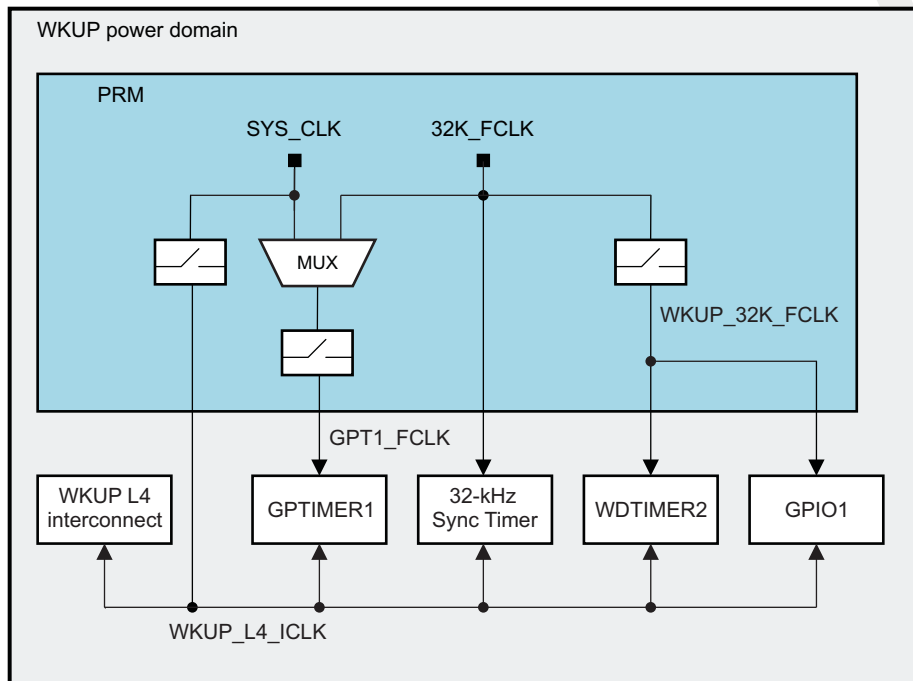 WKUP power domain
PRM
SYS_CLK
32K_FCLK
MUX
WKUP_32K_FCLK
GPT1_FCLK
WKUP L4
interconnect
GPTIMER1
32-kHz
Sync Timer
WDTIMER2
GPIO1
WKUP_L4_ICLK